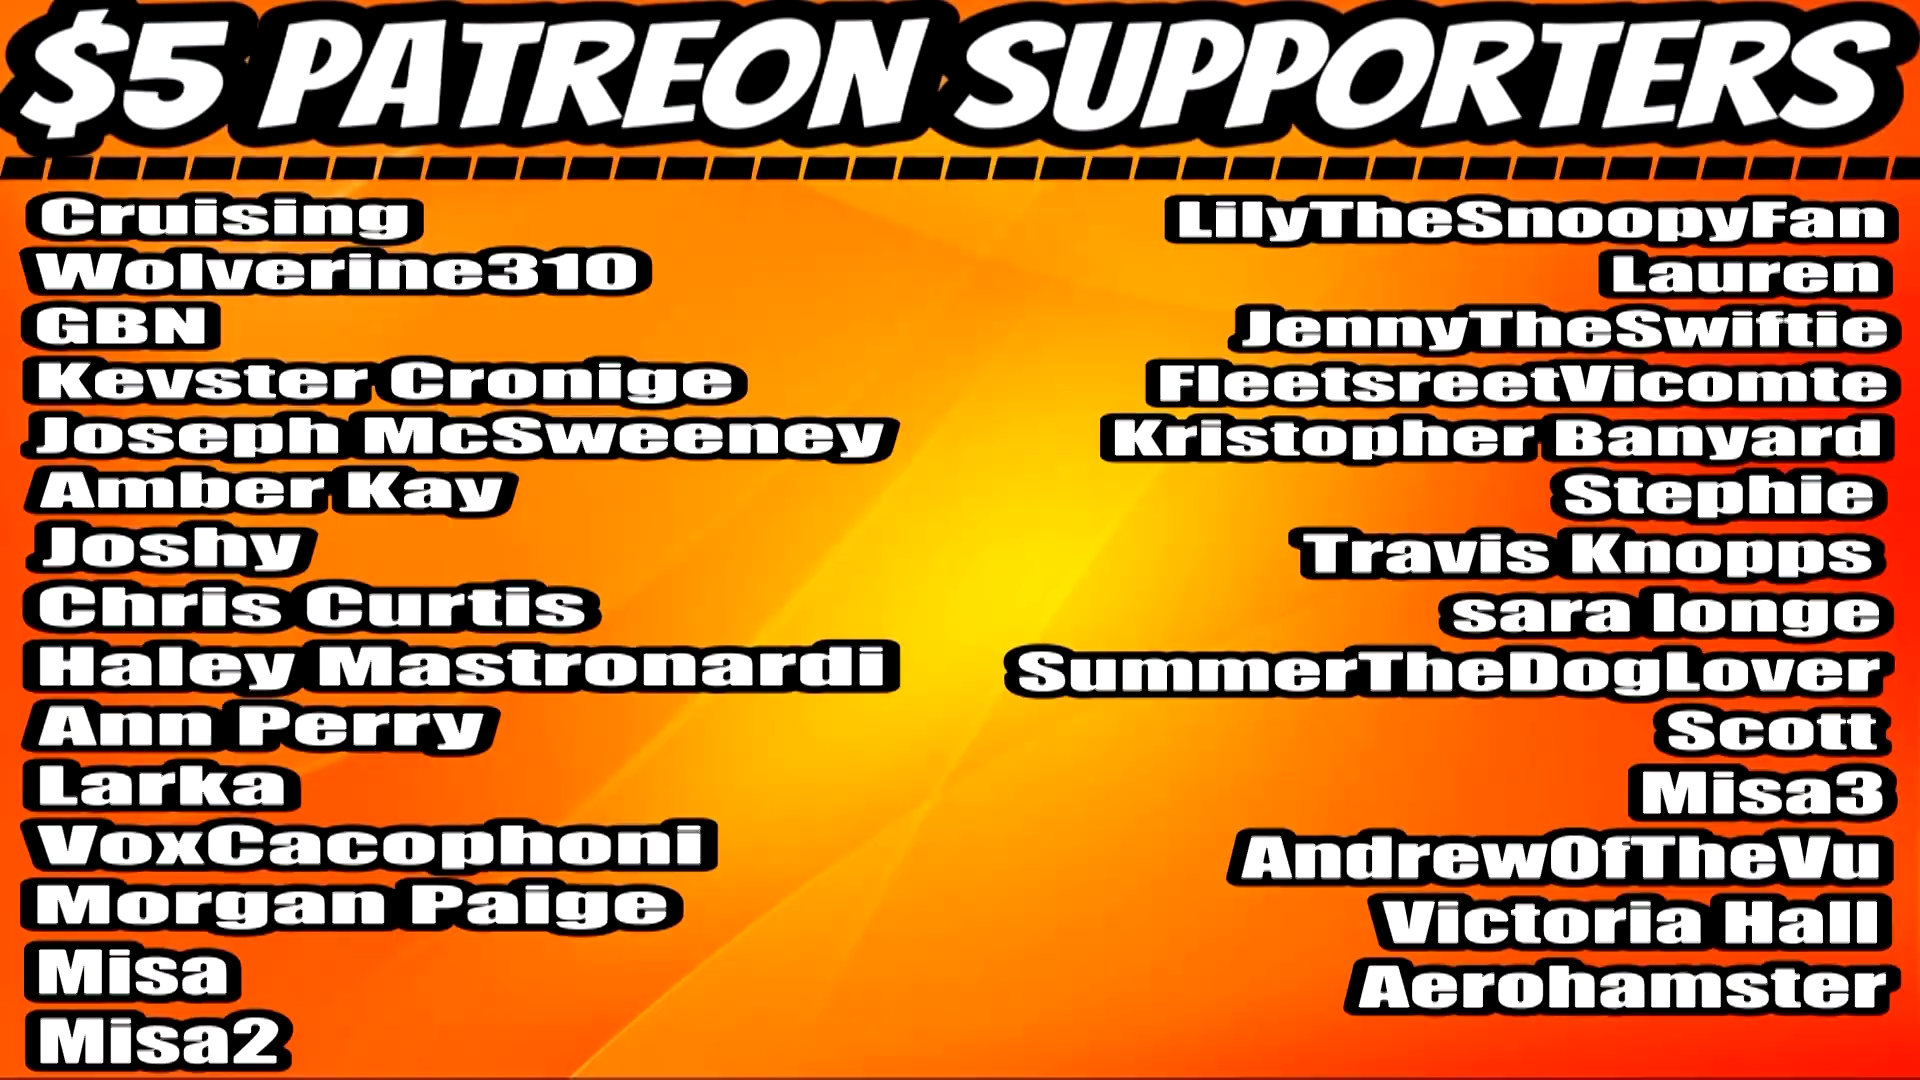 $5 PATREON SUPPORTERS
Cruising
Wolverine310
GBN
Kevster Cronige
Joseph McSweeney
Amber Kay
Joshy
Chris Curtis
Haley Mastronardi
Ann Perry
Larka
VoxCacophoni
Morgan Paige
Misa
Misa2
LilyTheSnoopyFan
Lauren
JennyTheSwiftie
FleetsreetVicomte
Kristopher Banyard
Stephie
Travis Knopps
sara longe
SummerTheDogLover
Scott
Misa3
AndrewOfTheVu
Victoria Hall
Aerohamster